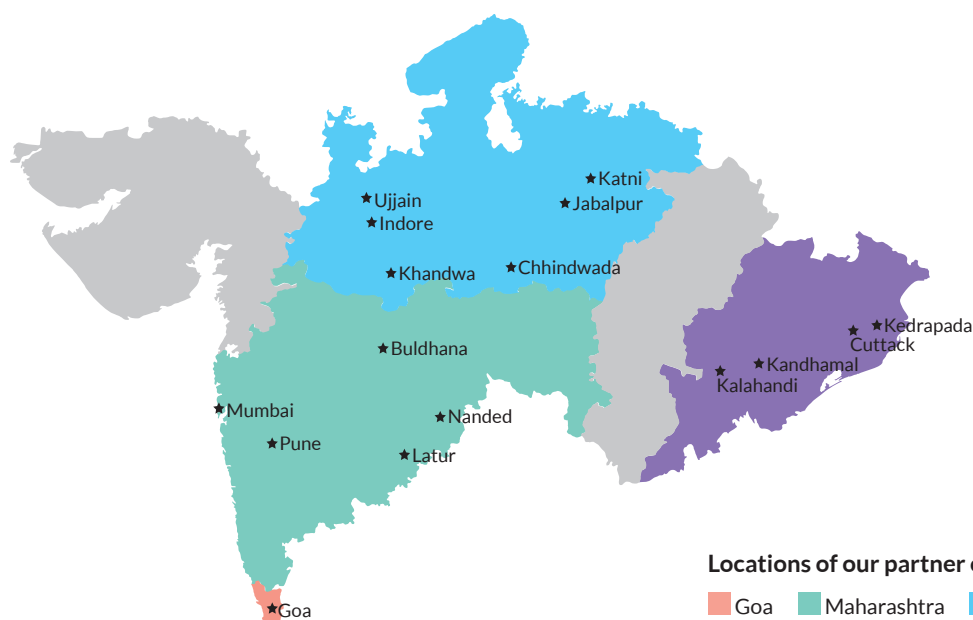 Katni
Ujjain
Jabalpur
Indore
Chhindwada
Khandwa
Kedrapada
Cuttack
Buldhana
Kandhamal
Kalahandi
Mumbai
Nanded
Pune
Latur
Locations of our partner
Goa
Maharashtra
Goa